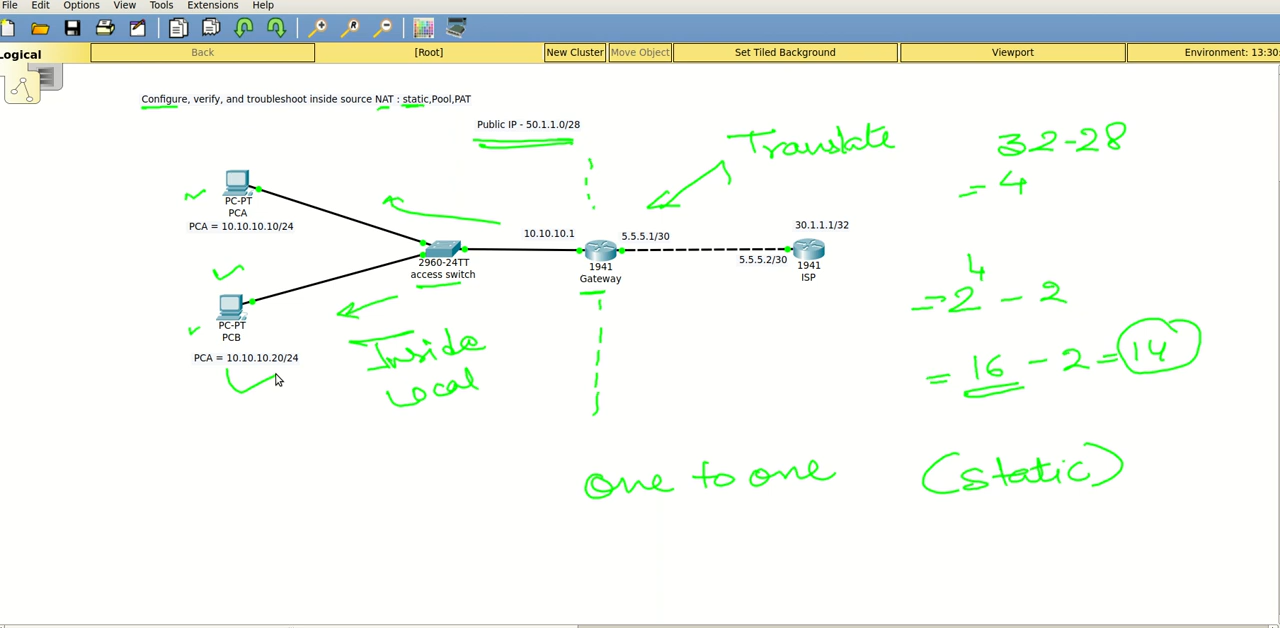 File Edit Options View Tools Extensions Help
Logical Back [Root] New Cluster Move Object Set Tiled Background Viewport Environment: 13:30:
Configure, verify, and troubleshoot inside source NAT : static,Pool,PAT
Public IP - 50.1.1.0/28
Translate
32-28
= 4
PC-PT
PCA
PCA = 10.10.10.10/24
10.10.10.1
5.5.5.1/30
30.1.1.1/32
2960-24TT
access switch
1941
Gateway
5.5.5.2/30
1941
ISP
= 2^4 - 2
PC-PT
PCB
PCA = 10.10.10.20/24
Inside
Local
= 16 - 2 = 14
one to one (static)